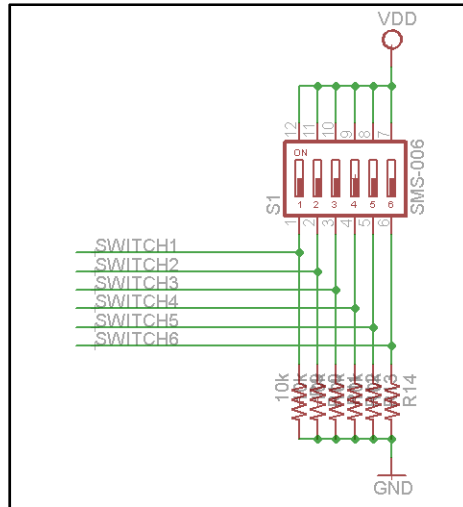 VDD
12 11 10 9 8 7
ON
1 2 3 4 5 6
S1
SMS-006
1 2 3 4 5 6
SWITCH1
SWITCH2
SWITCH3
SWITCH4
SWITCH5
SWITCH6
10k
R14
GND